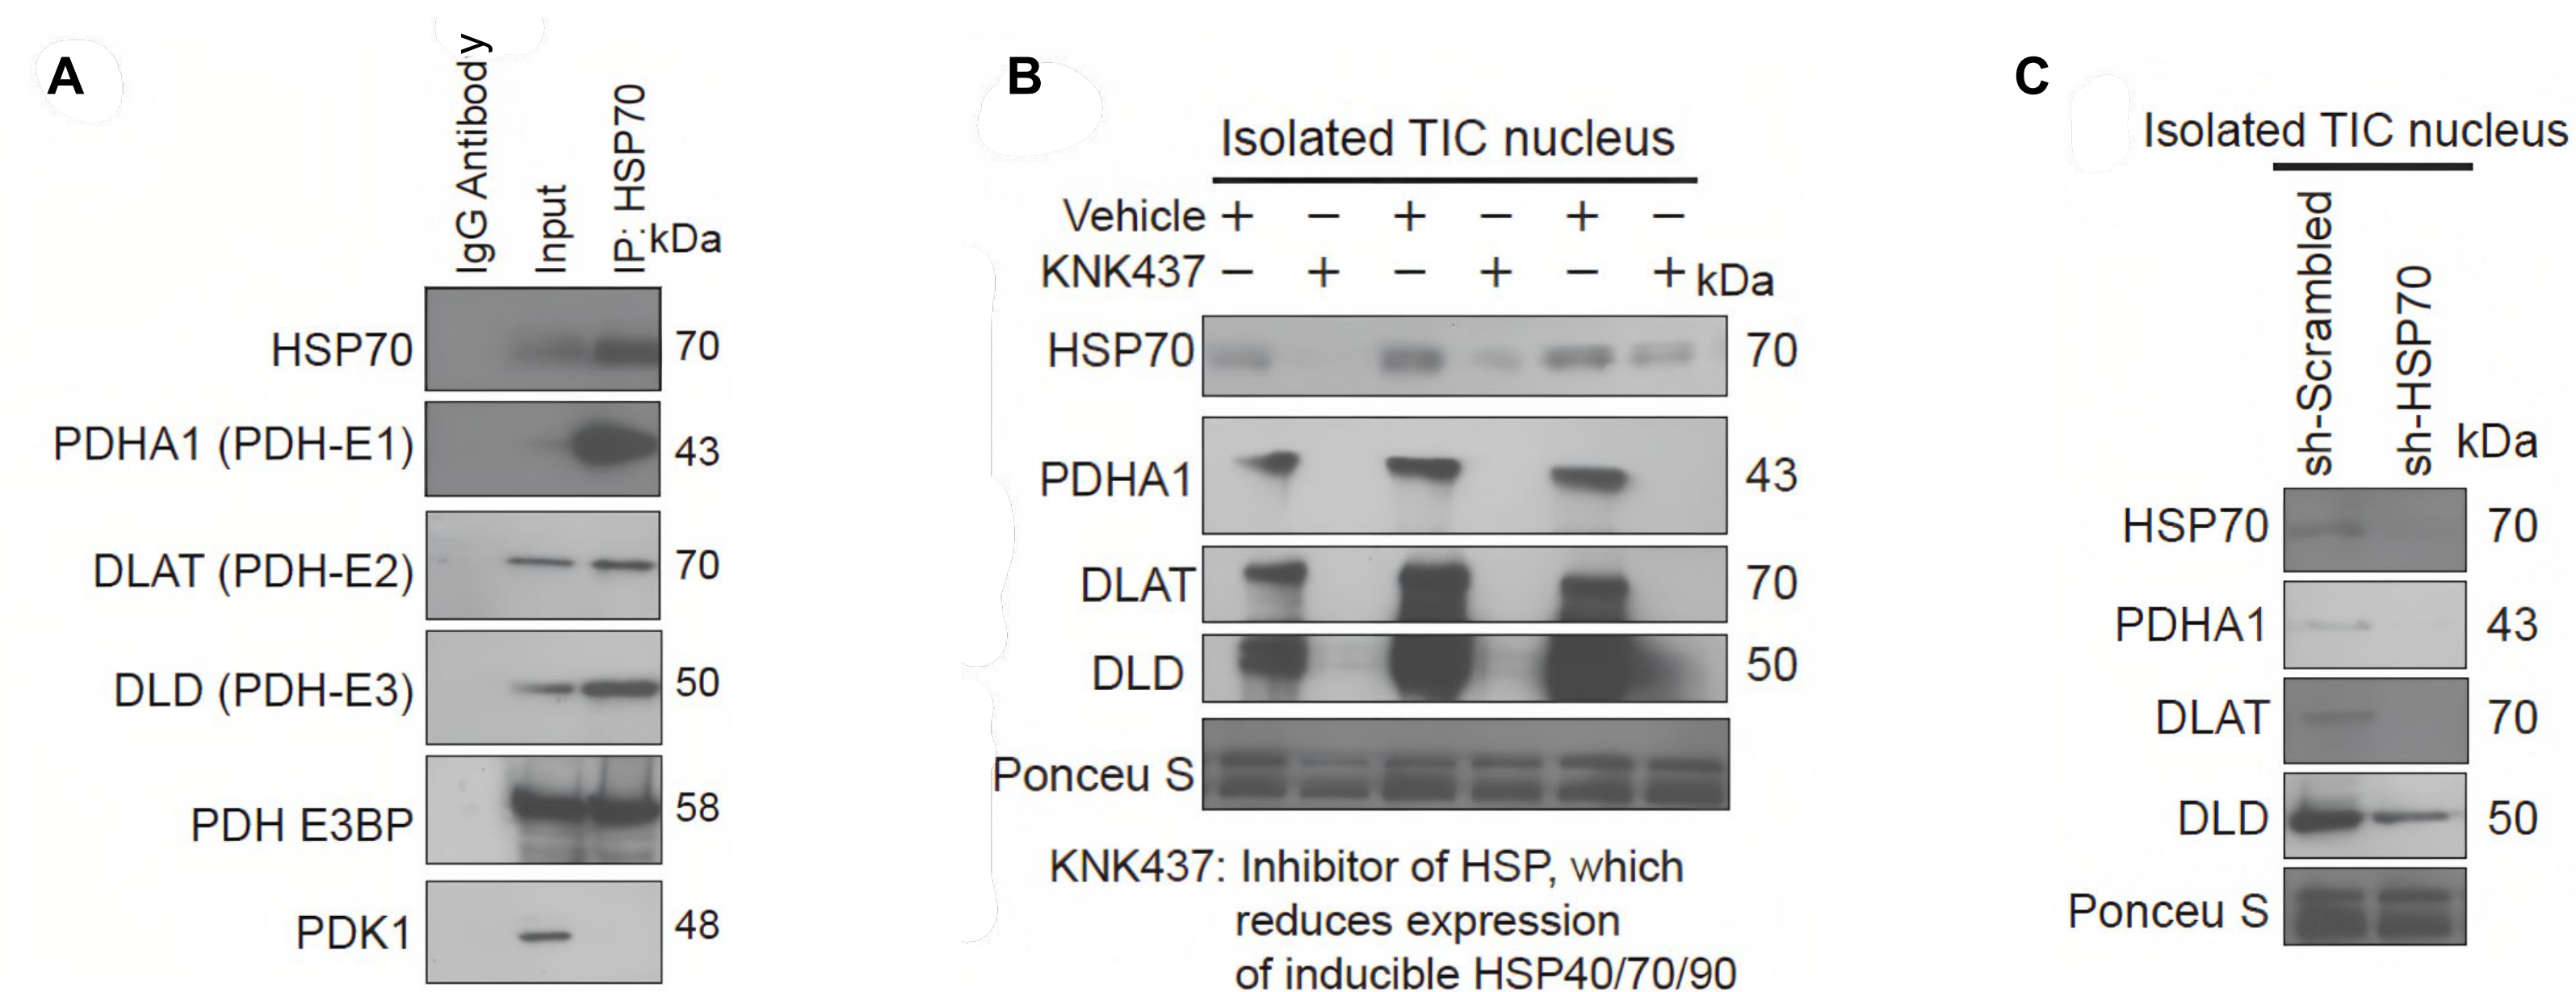 A
IgG Antibody
Input
IP: HSP70
kDa
HSP70 70
PDHA1 (PDH-E1) 43
DLAT (PDH-E2) 70
DLD (PDH-E3) 50
PDH E3BP 58
PDK1 48
B
Isolated TIC nucleus
Vehicle + − + − + −
KNK437 − + − + − + kDa
HSP70 70
PDHA1 43
DLAT 70
DLD 50
Ponceu S
KNK437: Inhibitor of HSP, which
reduces expression
of inducible HSP40/70/90
C
Isolated TIC nucleus
sh-Scrambled
sh-HSP70
kDa
HSP70 70
PDHA1 43
DLAT 70
DLD 50
Ponceu S